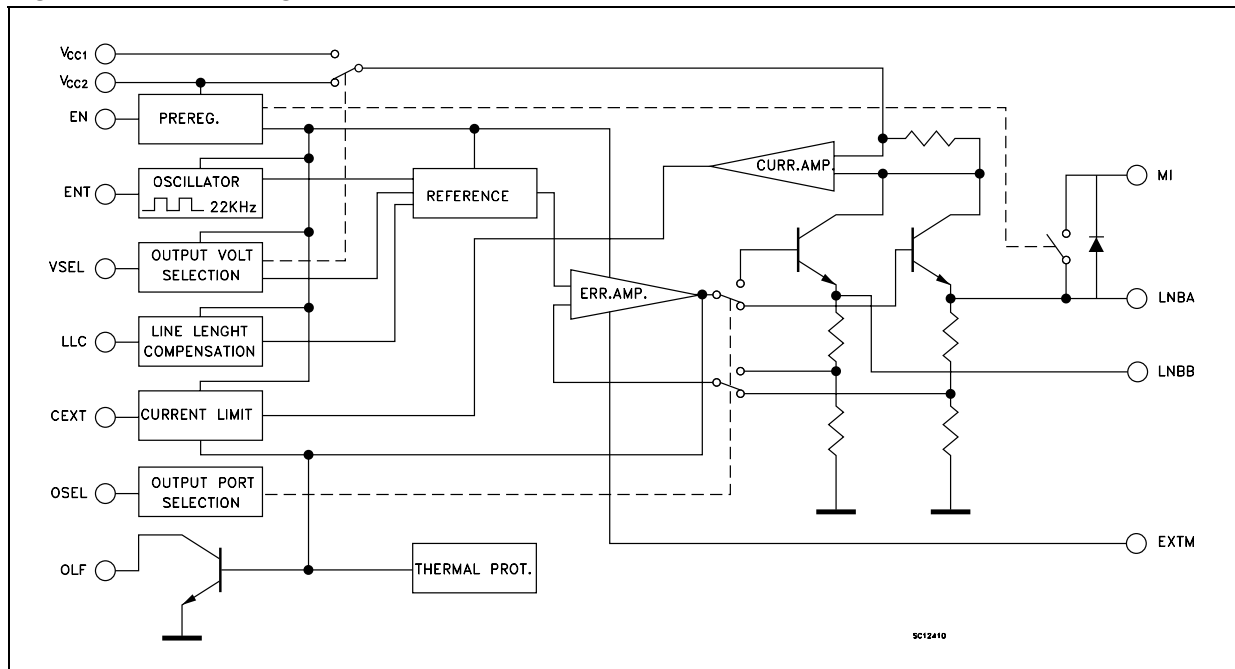 VCC1
VCC2
EN
PREREG.
ENT
OSCILLATOR
22KHz
REFERENCE
CURR.AMP.
MI
VSEL
OUTPUT VOLT
SELECTION
ERR.AMP.
LNBA
LLC
LINE LENGHT
COMPENSATION
LNBB
CEXT
CURRENT LIMIT
OSEL
OUTPUT PORT
SELECTION
OLF
THERMAL PROT.
EXTM
SC12410